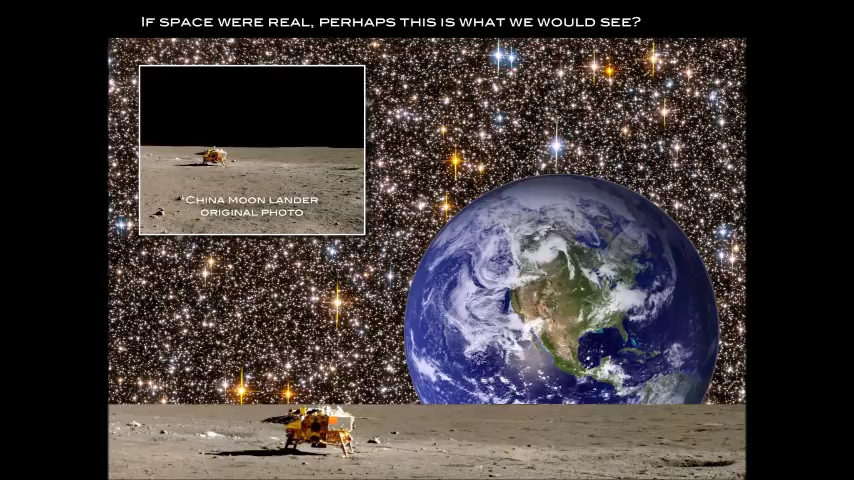 If space were real, perhaps this is what we would see?
*China moon lander
original photo